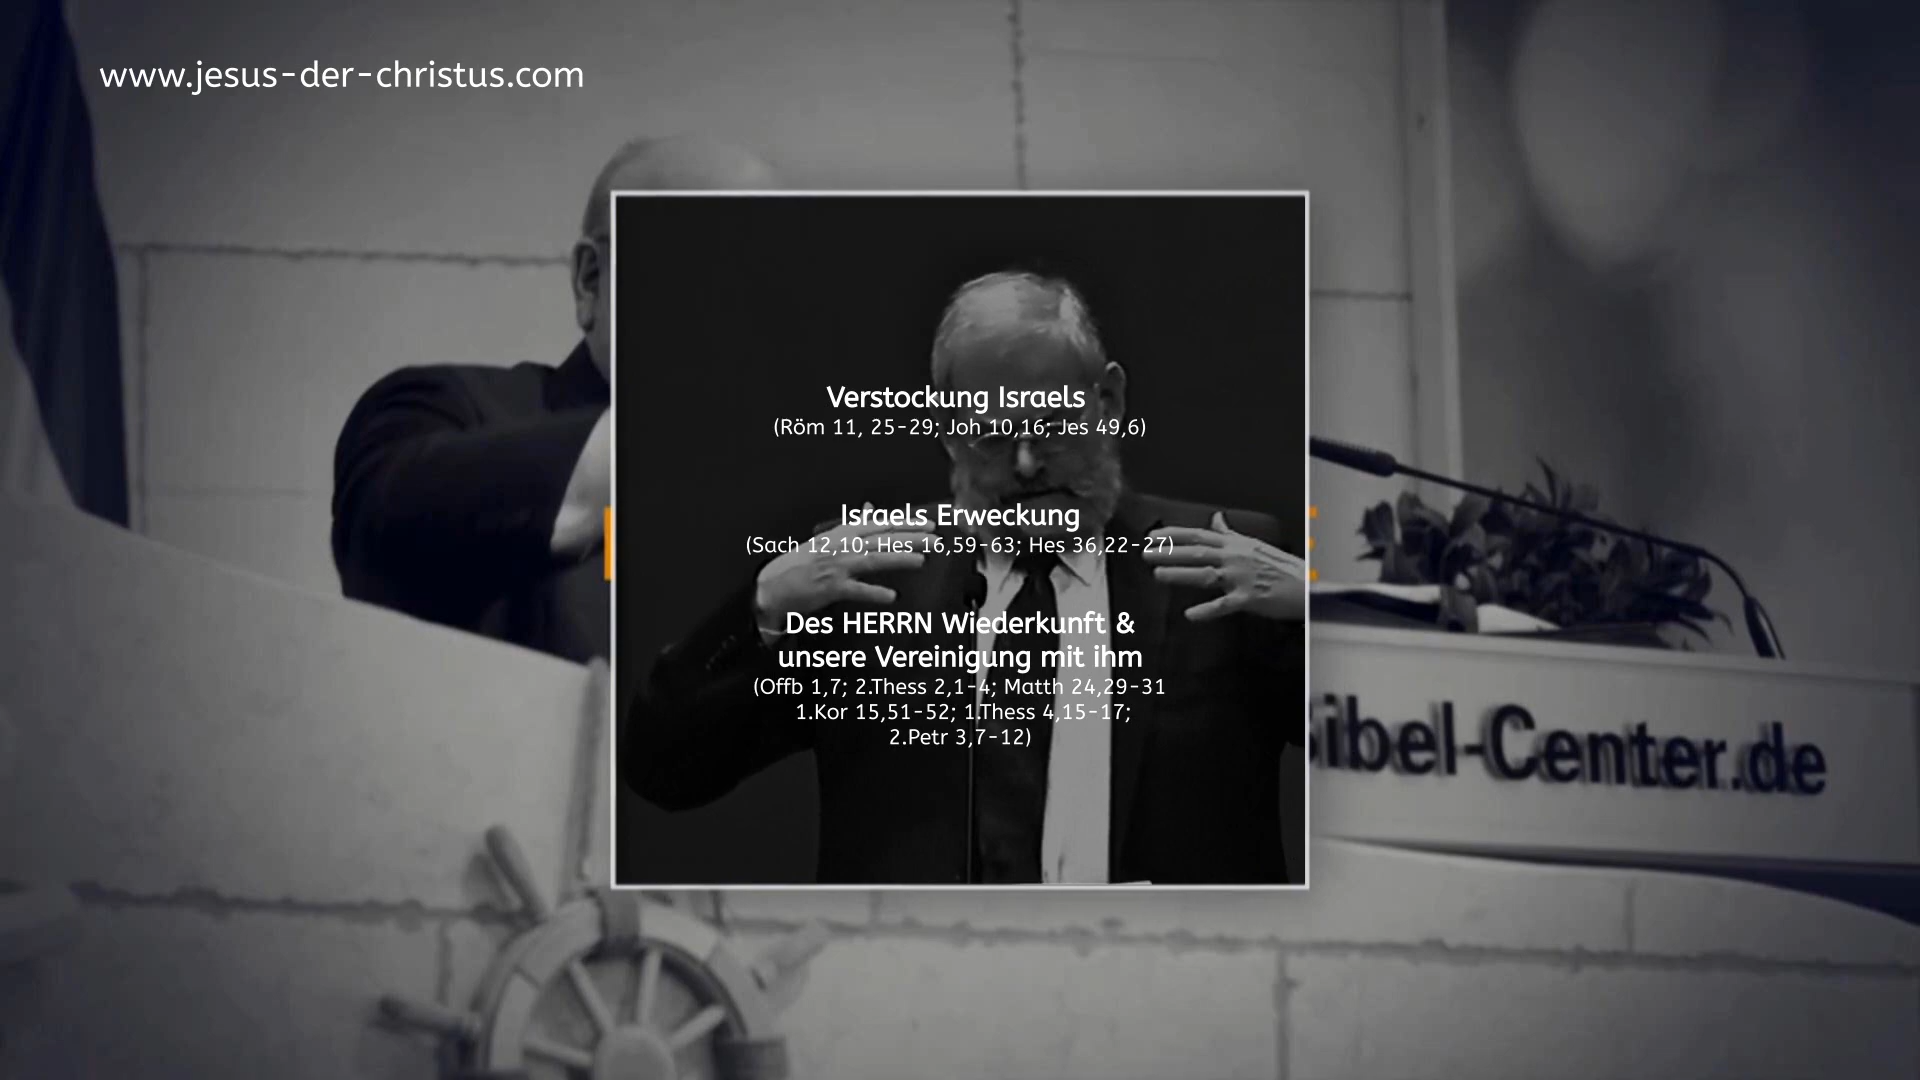 www.jesus-der-christus.com
Verstockung Israels
(Röm 11, 25-29; Joh 10,16; Jes 49,6)
Israels Erweckung
(Sach 12,10; Hes 16,59-63; Hes 36,22-27)
Des HERRN Wiederkunft &
unsere Vereinigung mit ihm
(Offb 1,7; 2.Thess 2,1-4; Matth 24,29-31
1.Kor 15,51-52; 1.Thess 4,15-17;
2.Petr 3,7-12)
ibel-Center.de